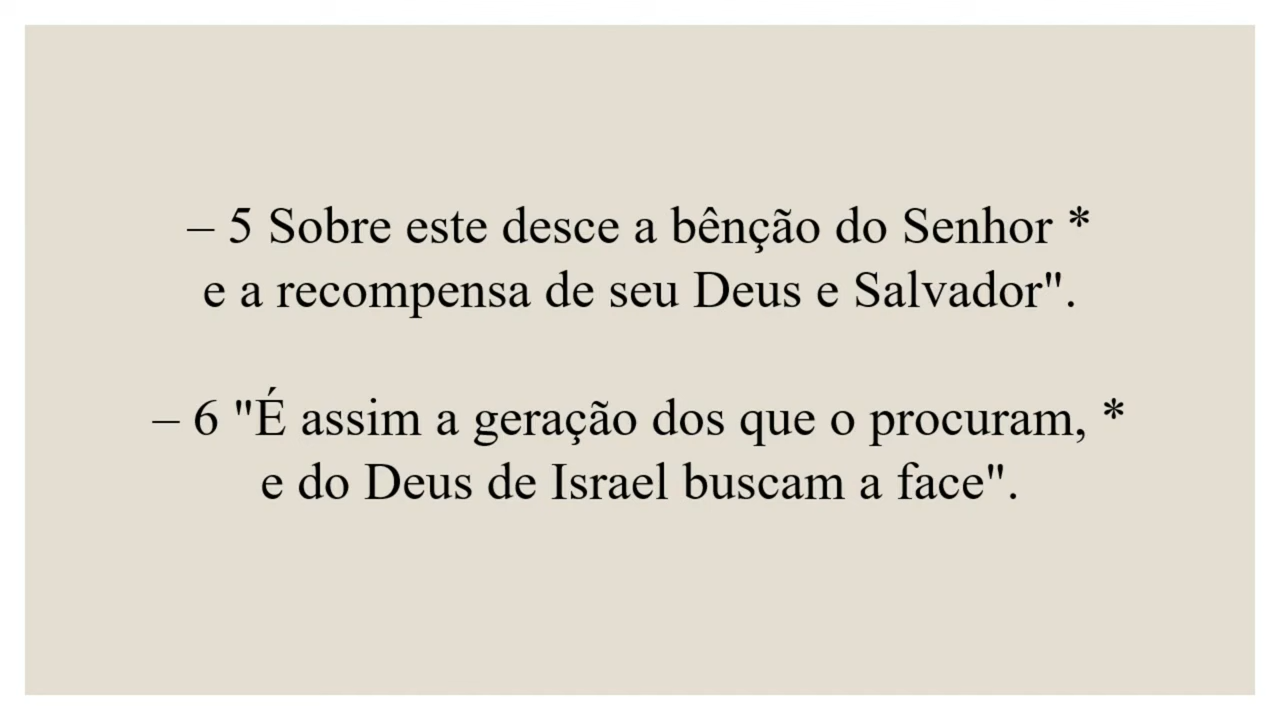 – 5 Sobre este desce a bênção do Senhor *
e a recompensa de seu Deus e Salvador".
– 6 "É assim a geração dos que o procuram, *
e do Deus de Israel buscam a face".